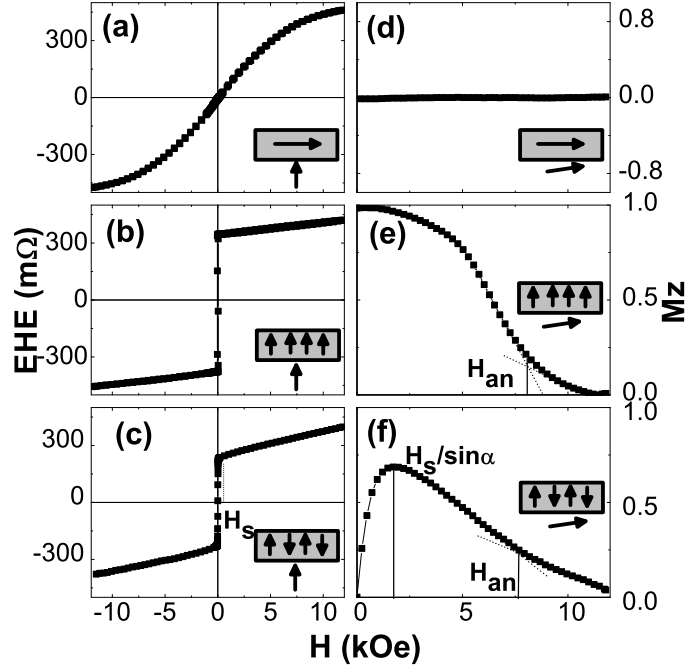 (a)
300
0
-300
(d)
0.8
0.0
-0.8
(b)
300
0
-300
(e)
1.0
0.5
0.0
H_an
(c)
300
0
-300
H_s
-10 -5 0 5 10
(f)
H_s/sinα
H_an
1.0
0.5
0.0
0 5 10
EHE (mΩ)
Mz
H (kOe)